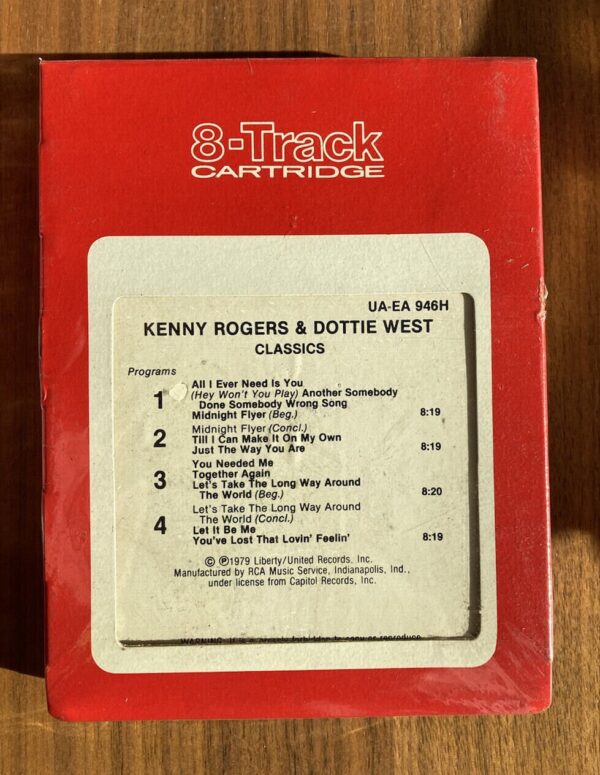 8-Track
CARTRIDGE
UA-EA 946H
KENNY ROGERS & DOTTIE WEST
CLASSICS
Programs
1 All I Ever Need Is You
(Hey Won't You Play) Another Somebody
Done Somebody Wrong Song
Midnight Flyer (Beg.) 8:19
2 Midnight Flyer (Concl.)
Till I Can Make It On My Own
Just The Way You Are 8:19
3 You Needed Me
Together Again
Let's Take The Long Way Around
The World (Beg.) 8:20
4 Let's Take The Long Way Around
The World (Concl.)
Let It Be Me
You've Lost That Lovin' Feelin' 8:19
© ℗1979 Liberty/United Records, Inc.
Manufactured by RCA Music Service, Indianapolis, Ind.,
under license from Capitol Records, Inc.
WARNING: It is